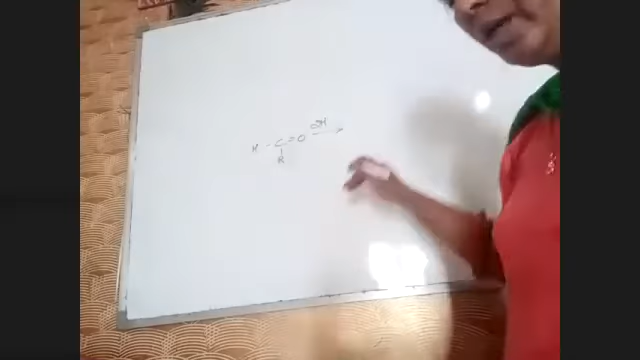 OH
H - C = O →
R